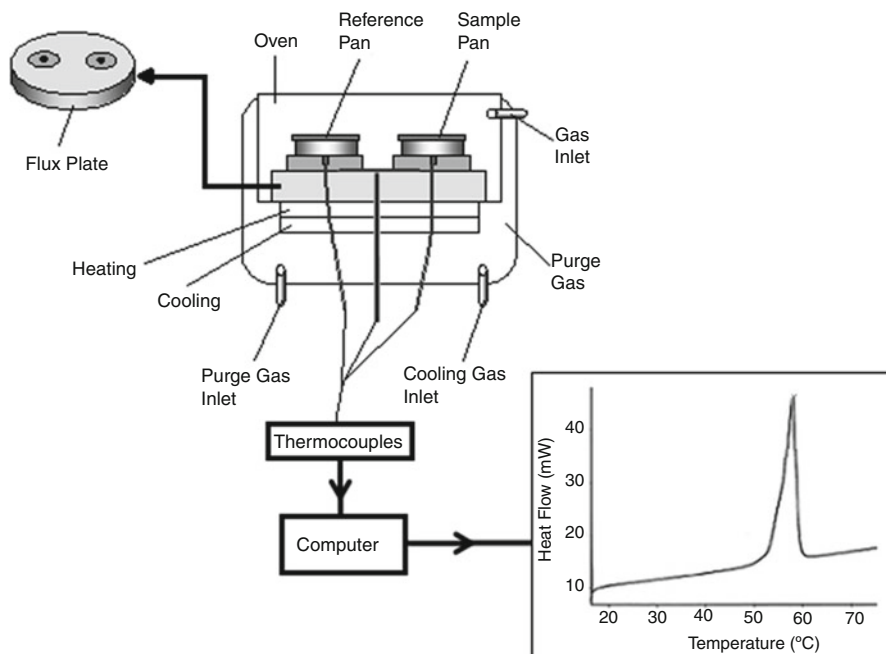 Reference
Pan
Sample
Pan
Oven
Gas
Inlet
Flux Plate
Heating
Cooling
Purge
Gas
Purge Gas
Inlet
Cooling Gas
Inlet
Thermocouples
Computer
Heat Flow (mW)
40
30
20
10
20 30 40 50 60 70
Temperature (ºC)